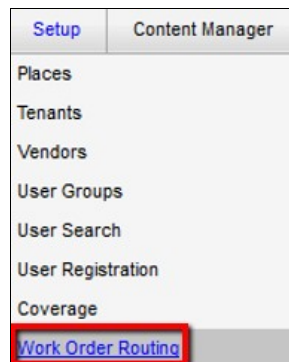 Setup Content Manager
Places
Tenants
Vendors
User Groups
User Search
User Registration
Coverage
Work Order Routing